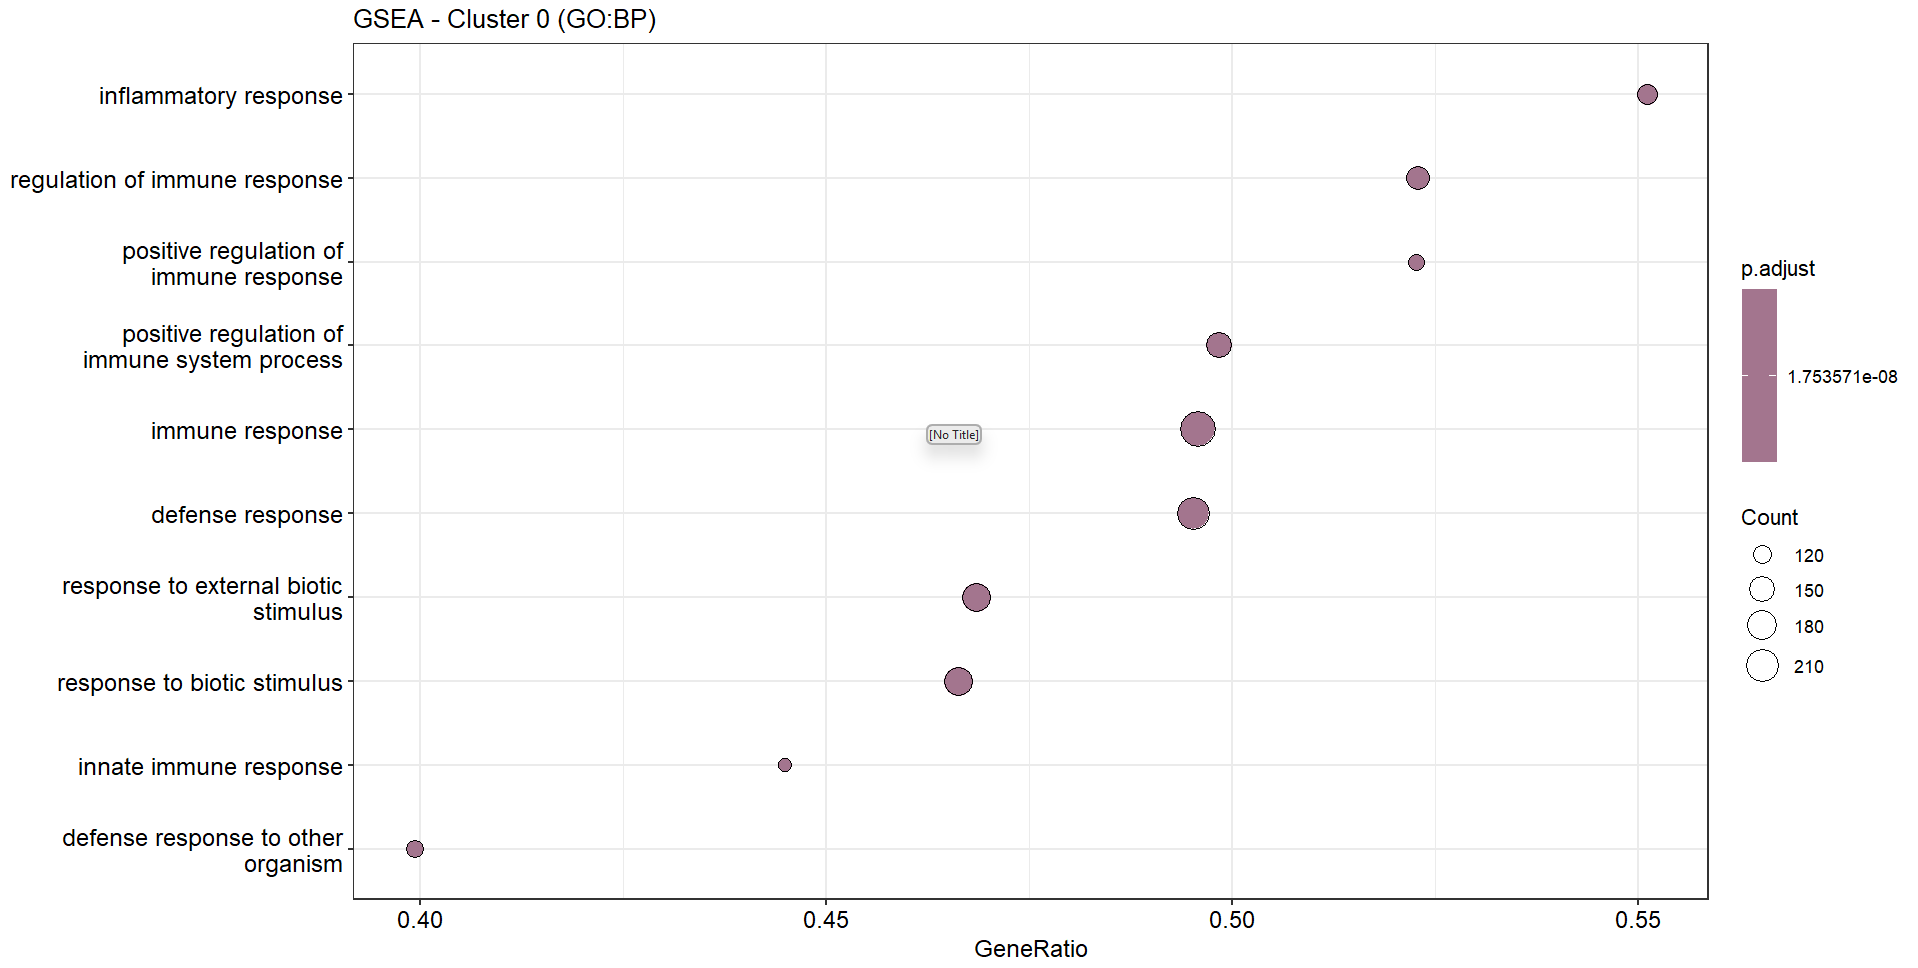 GSEA - Cluster 0 (GO:BP)
inflammatory response
regulation of immune response
positive regulation of
immune response
positive regulation of
immune system process
immune response
[No Title]
defense response
response to external biotic
stimulus
response to biotic stimulus
innate immune response
defense response to other
organism
0.40
0.45
0.50
0.55
GeneRatio
p.adjust
1.753571e-08
Count
120
150
180
210